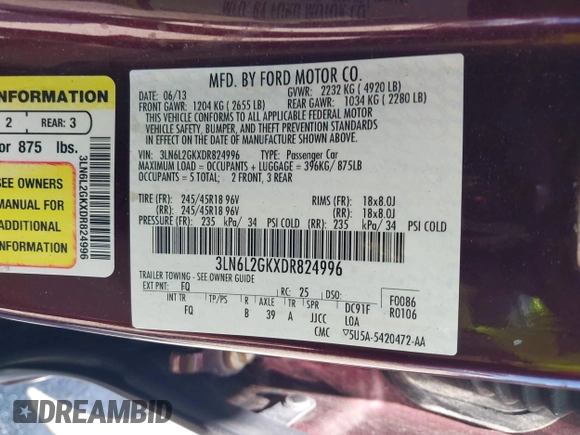 MFD. BY FORD MOTOR CO.
DATE: 06/13
GVWR: 2232 KG ( 4920 LB)
FRONT GAWR: 1204 KG ( 2655 LB)
REAR GAWR: 1034 KG ( 2280 LB)
THIS VEHICLE CONFORMS TO ALL APPLICABLE FEDERAL MOTOR
VEHICLE SAFETY, BUMPER, AND THEFT PREVENTION STANDARDS IN
EFFECT ON THE DATE OF MANUFACTURE SHOWN ABOVE.
VIN: 3LN6L2GKXDR824996 TYPE: Passenger Car
MAXIMUM LOAD = OCCUPANTS + LUGGAGE = 396KG/ 875LB
OCCUPANTS = 5 TOTAL; 2 FRONT, 3 REAR
TIRE (FR): 245/45R18 96V RIMS (FR): 18x8.0J
(RR): 245/45R18 96V (RR): 18x8.0J
PRESSURE (FR): 235 kPa/ 34 PSI COLD (RR): 235 kPa/ 34 PSI COLD
3LN6L2GKXDR824996
TRAILER TOWING - SEE OWNER GUIDE
EXT PNT: FQ RC: 25 DC91F F0086
R0106
INT TR TP/PS R AXLE TR SPR
FQ B 39 A JJCC LOA
CMC 5U5A-5420472-AA
INFORMATION
2 REAR: 3
or 875 lbs.
SEE OWNERS
MANUAL FOR
ADDITIONAL
INFORMATION
3LN6L2GKXDR824996
DREAMBID